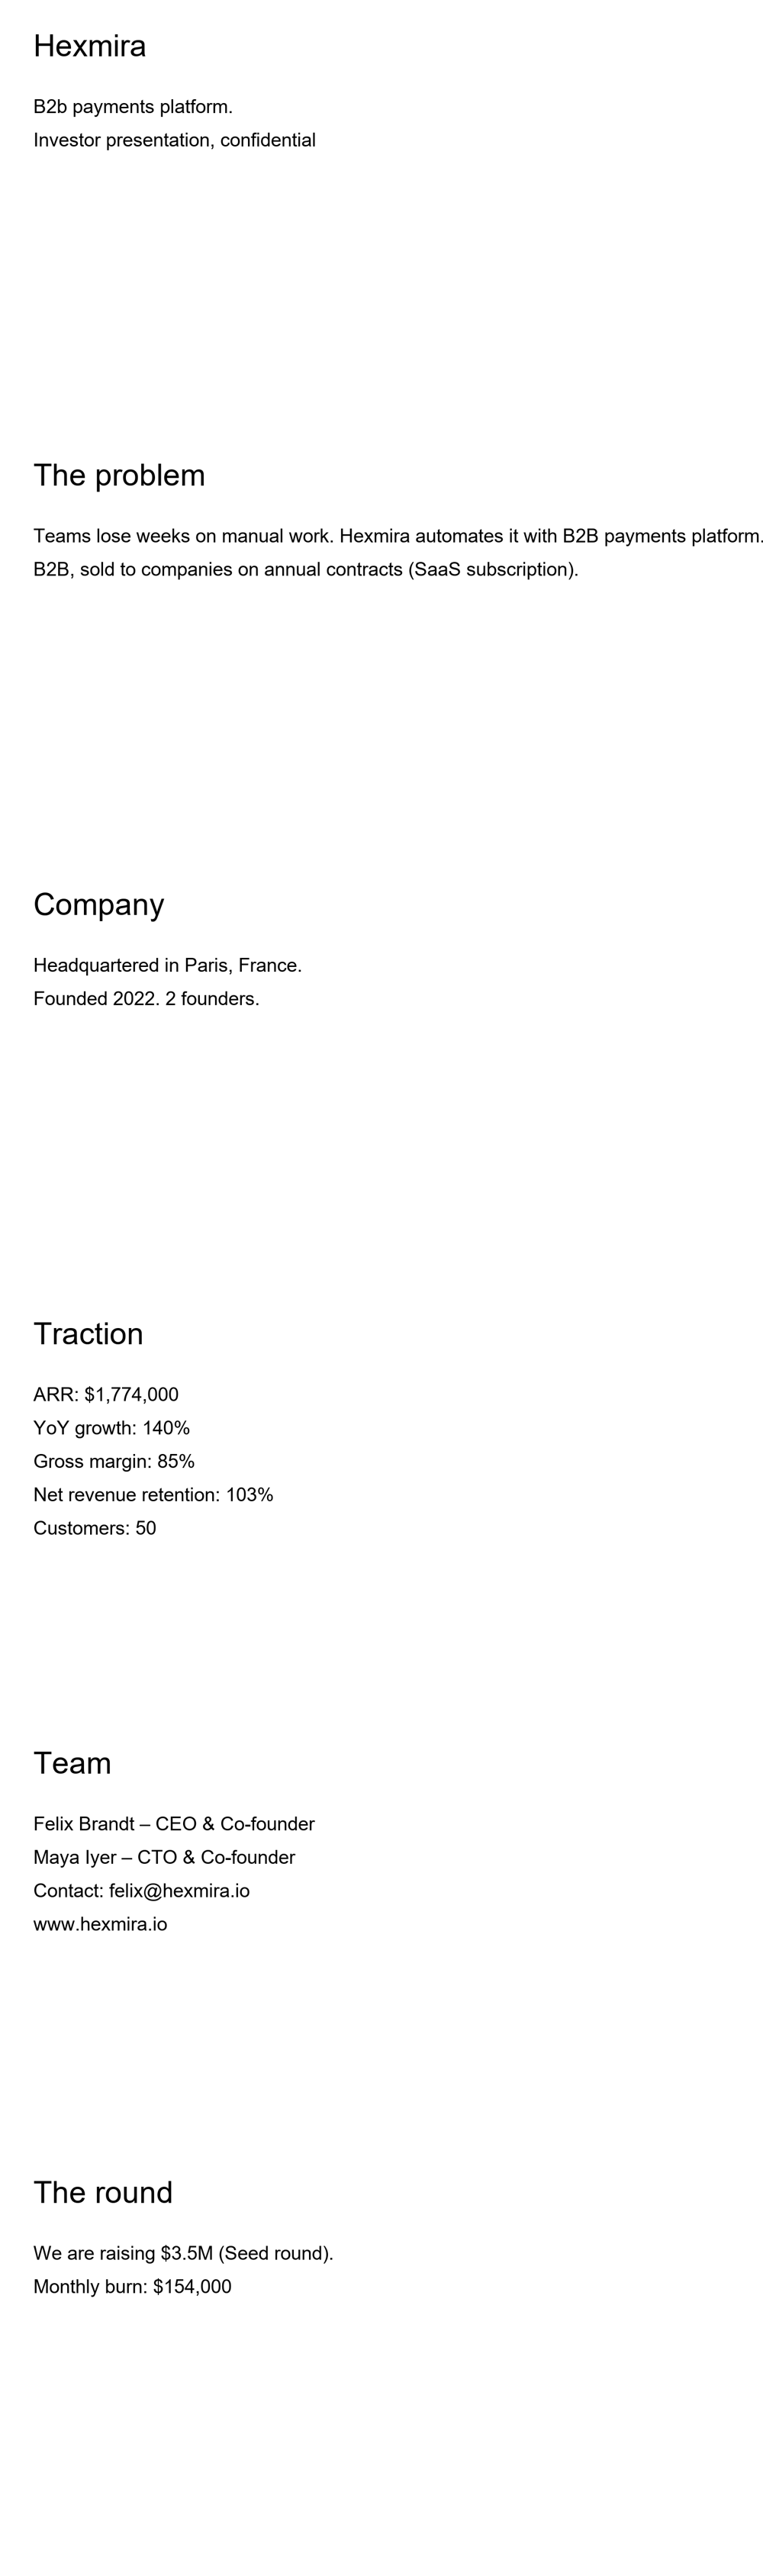 Hexmira
B2b payments platform.
Investor presentation, confidential
The problem
Teams lose weeks on manual work. Hexmira automates it with B2B payments platform.
B2B, sold to companies on annual contracts (SaaS subscription).
Company
Headquartered in Paris, France.
Founded 2022. 2 founders.
Traction
ARR: $1,774,000
YoY growth: 140%
Gross margin: 85%
Net revenue retention: 103%
Customers: 50
Team
Felix Brandt – CEO & Co-founder
Maya Iyer – CTO & Co-founder
Contact: felix@hexmira.io
www.hexmira.io
The round
We are raising $3.5M (Seed round).
Monthly burn: $154,000